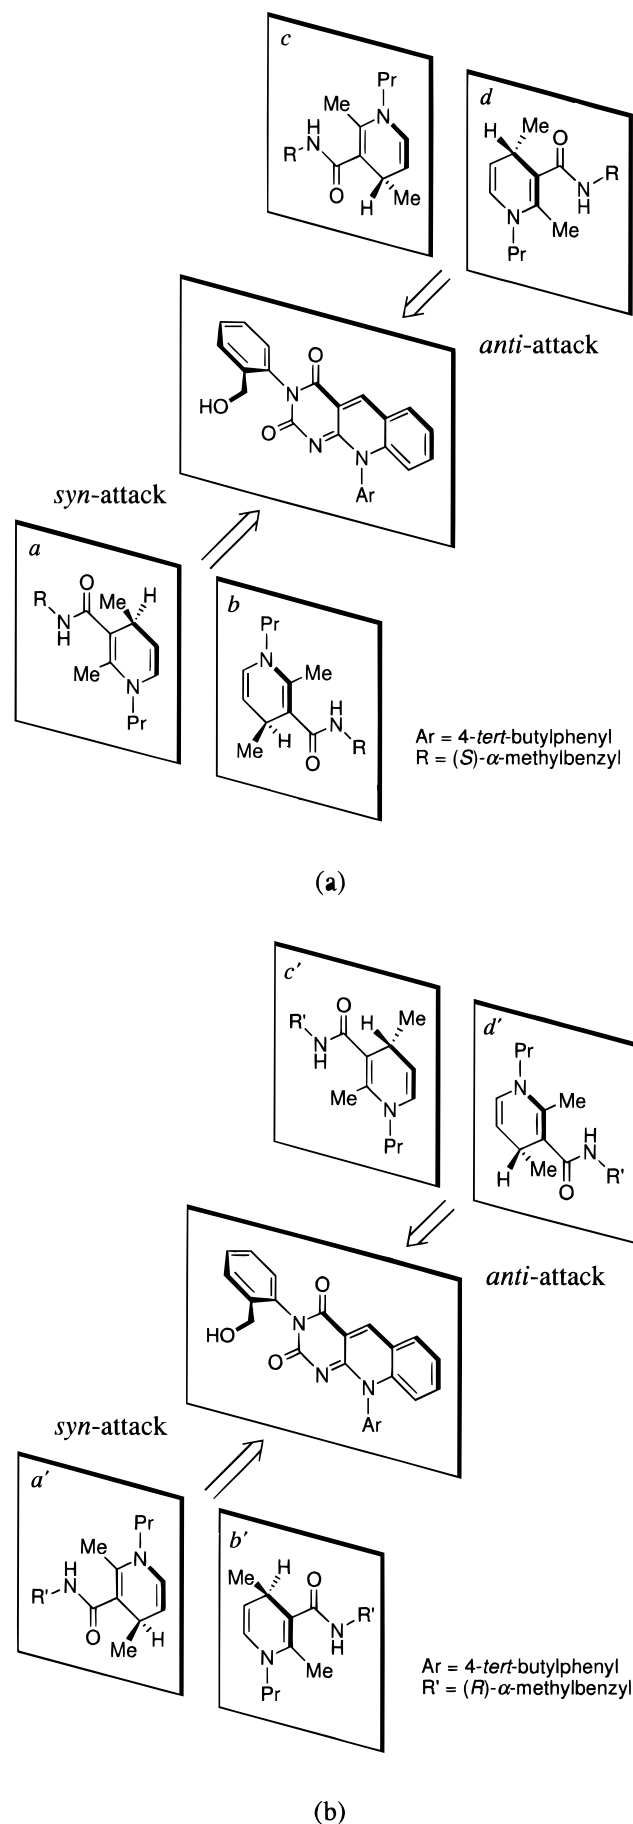 c
Pr
Me
N
H
N
R
O
H
Me
d
H
Me
O
N
H
R
N
Me
Pr
anti-attack
O
N
HO
O
N
N
Ar
syn-attack
a
O
R
N
H
Me
H
Me
N
Pr
b
Pr
N
Me
H
N
Me
H
R
O
Ar = 4-tert-butylphenyl
R = (S)-α-methylbenzyl
(a)
c'
O
R'
N
H
H
Me
Me
N
Pr
d'
Pr
N
Me
H
N
Me
H
R'
O
anti-attack
O
N
HO
O
N
N
Ar
syn-attack
a'
Pr
Me
N
H
N
R'
O
Me
H
b'
Me
H
O
R'
N
H
N
Me
Pr
Ar = 4-tert-butylphenyl
R' = (R)-α-methylbenzyl
(b)